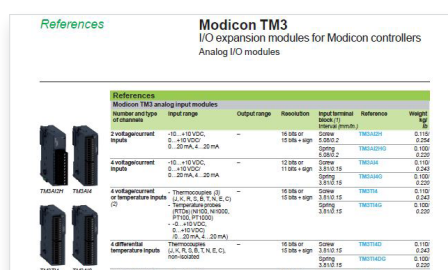 References
Modicon TM3
I/O expansion modules for Modicon controllers
Analog I/O modules
References
Modicon TM3 analog input modules
Number and type of channels Input range Output range Resolution Input terminal block (1) Interval (mm/in.) Reference Weight kg/ lb
2 voltage/current inputs -10…+10 VDC, 0…+10 VDC/ 0…20 mA, 4…20 mA – 16 bits or 15 bits + sign Screw 5.08/0.2 TM3AI2H 0.115/ 0.254
Spring 5.08/0.2 TM3AI2HG 0.100/ 0.220
4 voltage/current inputs -10…+10 VDC, 0…+10 VDC/ 0…20 mA, 4…20 mA – 12 bits or 11 bits + sign Screw 3.81/0.15 TM3AI4 0.110/ 0.243
Spring 3.81/0.15 TM3AI4G 0.100/ 0.220
4 voltage/current or temperature inputs (2) - Thermocouples (3) (J, K, R, S, B, T, N, E, C) - Temperature probes (RTDs) (Ni100, Ni1000, PT100, PT1000) - -0…+10 VDC, 0…+10 VDC/ /0…20 mA, 4…20 mA) – 16 bits or 15 bits + sign Screw 3.81/0.15 TM3TI4 0.110/ 0.243
Spring 3.81/0.15 TM3TI4G 0.100/ 0.220
4 differential temperature inputs Thermocouples (J, K, R, S, B, T, N, E, C), non-isolated – 16 bits or 15 bits + sign Screw 3.81/0.15 TM3TI4D 0.110/ 0.243
Spring 3.81/0.15 TM3TI4DG 0.100/ 0.220
TM3AI2H TM3AI4